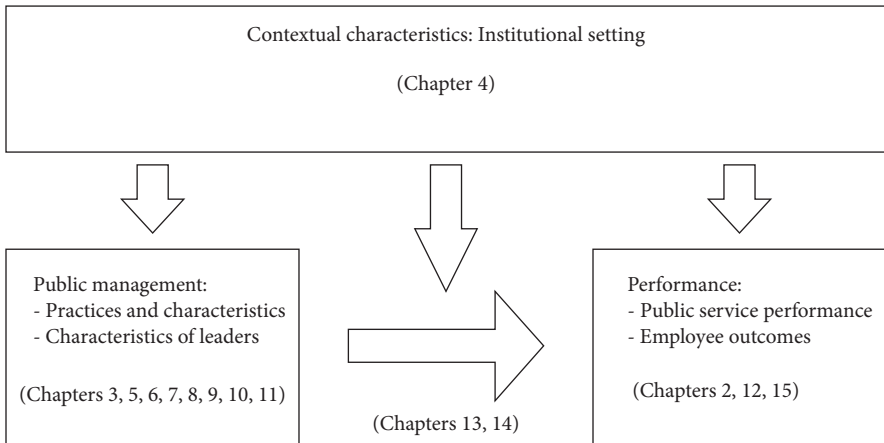 Contextual characteristics: Institutional setting
(Chapter 4)
Public management:
- Practices and characteristics
- Characteristics of leaders
(Chapters 3, 5, 6, 7, 8, 9, 10, 11)
(Chapters 13, 14)
Performance:
- Public service performance
- Employee outcomes
(Chapters 2, 12, 15)